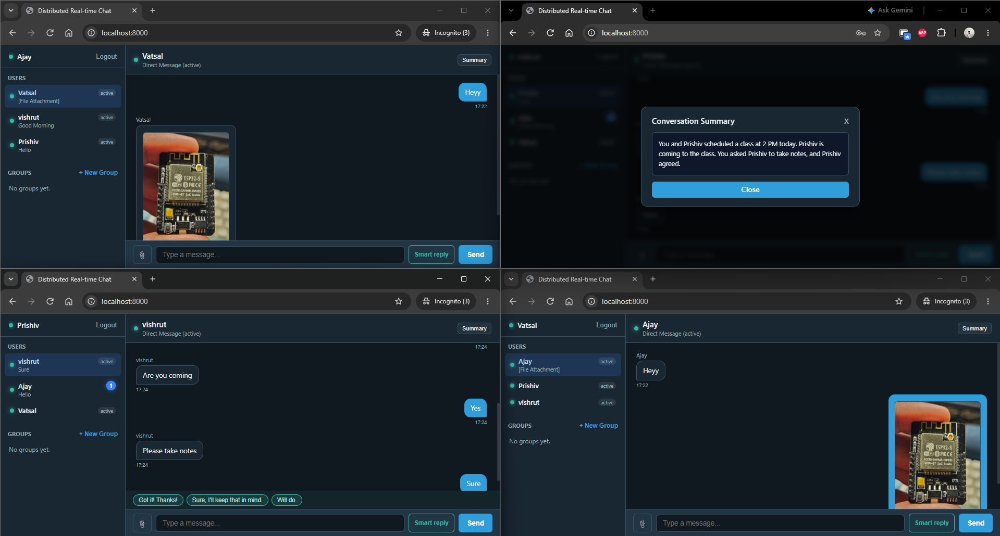 Distributed Real-time Chat
localhost:8000
Incognito (3)
Ajay
Logout
USERS
Vatsal
active
[File Attachment]
vishrut
active
Good Morning
Prishiv
active
Hello
GROUPS
+ New Group
No groups yet.
Vatsal
Direct Message (active)
Summary
Heyy
17:22
Vatsal
ESP32-S
WiFi+BT SoC Inside
Type a message...
Smart reply
Send
Distributed Real-time Chat
Ask Gemini
localhost:8000
ABP
Conversation Summary
X
You and Prishiv scheduled a class at 2 PM today. Prishiv is
coming to the class. You asked Prishiv to take notes, and Prishiv
agreed.
Close
Distributed Real-time Chat
localhost:8000
Incognito (3)
Prishiv
Logout
USERS
vishrut
active
Sure
Ajay
1
Hello
Vatsal
active
GROUPS
+ New Group
No groups yet.
vishrut
Direct Message (active)
Summary
17:24
vishrut
Are you coming
17:24
Yes
17:24
vishrut
Please take notes
17:24
Sure
Got it! Thanks!
Sure, I'll keep that in mind.
Will do.
Type a message...
Smart reply
Send
Distributed Real-time Chat
localhost:8000
Incognito (3)
Vatsal
Logout
USERS
Ajay
active
[File Attachment]
Prishiv
active
vishrut
active
GROUPS
+ New Group
No groups yet.
Ajay
Direct Message (active)
Summary
Ajay
Heyy
17:22
ESP32-S
WiFi+BT SoC Inside
Type a message...
Smart reply
Send